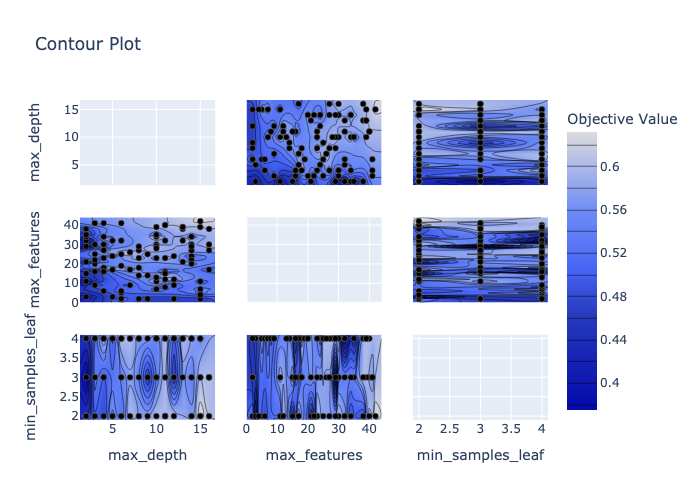 Contour Plot
max_depth
15
10
5
Objective Value
0.6
0.56
0.52
0.48
0.44
0.4
max_features
40
30
20
10
0
min_samples_leaf
4
3.5
3
2.5
2
5 10 15
0 10 20 30 40
2 2.5 3 3.5 4
max_depth max_features min_samples_leaf